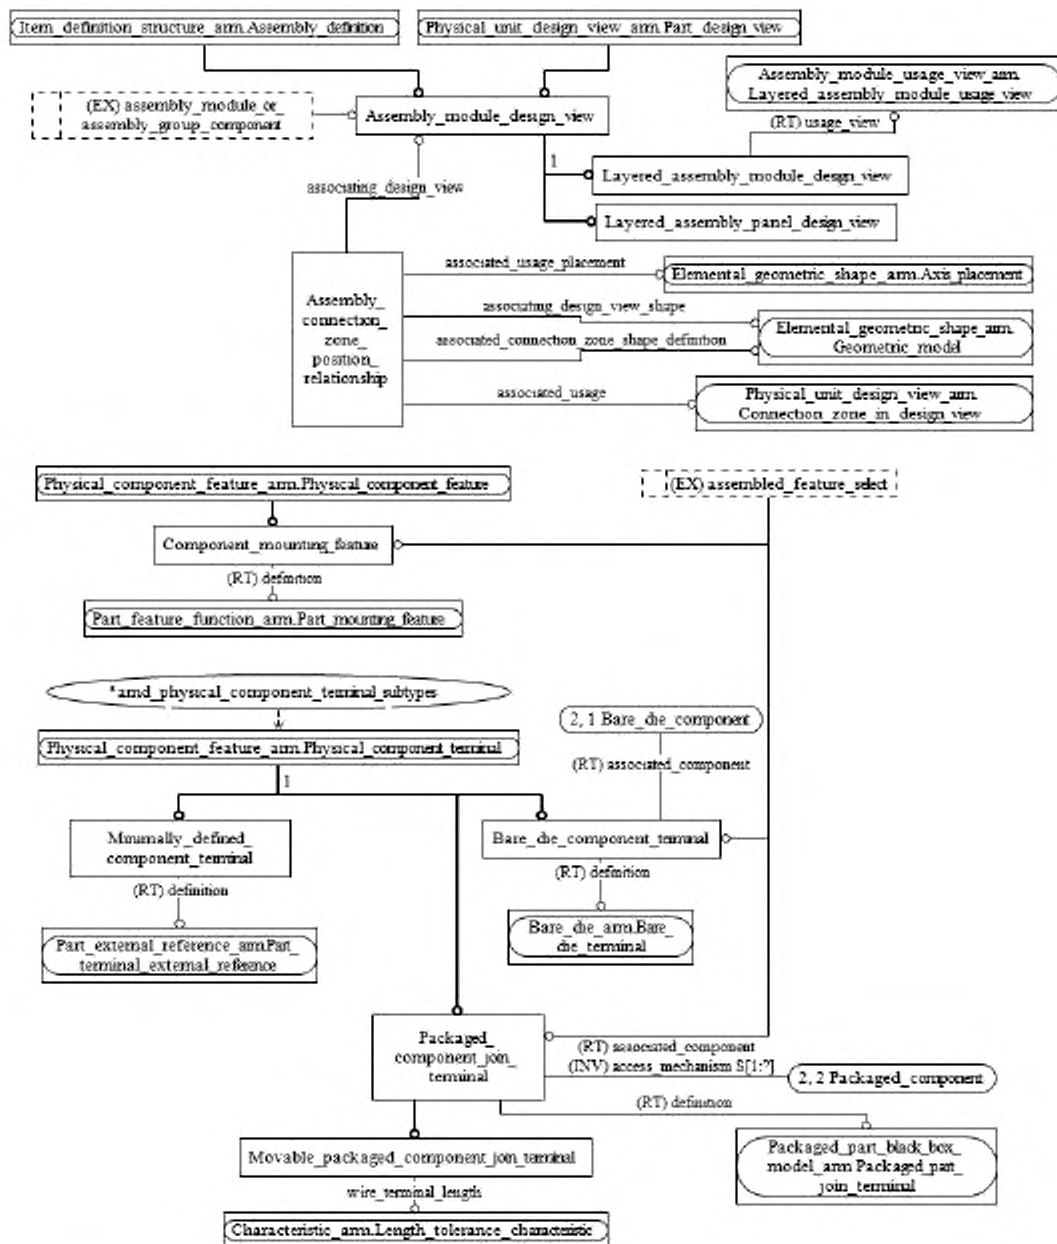 Item_definition_structure_arm.Assembly_definition
Physical_unit_design_view_arm.Part_design_view
Assembly_module_usage_view_arm.
Layered_assembly_module_usage_view
(EX) assembly_module_or_
assembly_group_component
Assembly_module_design_view
(RT) usage_view
1
Layered_assembly_module_design_view
associating_design_view
Layered_assembly_panel_design_view
Assembly_
connection_
zone_
position_
relationship
associated_usage_placement
Elemental_geometric_shape_arm.Axis_placement
associating_design_view_shape
associated_connection_zone_shape_definition
Elemental_geometric_shape_arm.
Geometric_model
associated_usage
Physical_unit_design_view_arm.
Connection_zone_in_design_view
Physical_component_feature_arm.Physical_component_feature
(EX) assembled_feature_select
Component_mounting_feature
(RT) definition
Part_feature_function_arm.Part_mounting_feature
*amd_physical_component_terminal_subtypes
2, 1 Bare_die_component
Physical_component_feature_arm.Physical_component_terminal
(RT) associated_component
1
Minimally_defined_
component_terminal
Bare_die_component_terminal
(RT) definition
(RT) definition
Part_external_reference_arm.Part_
terminal_external_reference
Bare_die_arm.Bare_
die_terminal
Packaged_
component_join_
terminal
(RT) associated_component
(INV) access_mechanism S[1:?]
2, 2 Packaged_component
(RT) definition
Movable_packaged_component_join_terminal
Packaged_part_black_box_
model_arm.Packaged_part_
join_terminal
wire_terminal_length
Characteristic_arm.Length_tolerance_characteristic